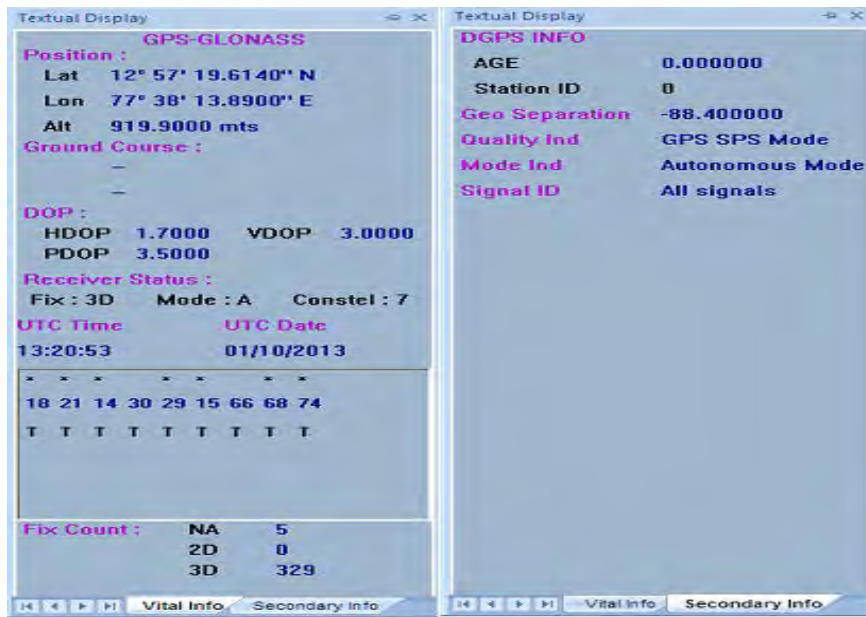 Textual Display
GPS-GLONASS
Position :
Lat 12° 57' 19.6140'' N
Lon 77° 38' 13.8900'' E
Alt 919.9000 mts
Ground Course :
–
–
DOP :
HDOP 1.7000 VDOP 3.0000
PDOP 3.5000
Receiver Status :
Fix : 3D Mode : A Constel : 7
UTC Time UTC Date
13:20:53 01/10/2013
* * * * * * *
18 21 14 30 29 15 66 68 74
T T T T T T T T T
Fix Count : NA 5
2D 0
3D 329
Vital Info Secondary Info
Textual Display
DGPS INFO
AGE 0.000000
Station ID 0
Geo Separation -88.400000
Quality Ind GPS SPS Mode
Mode Ind Autonomous Mode
Signal ID All signals
Vital Info Secondary Info